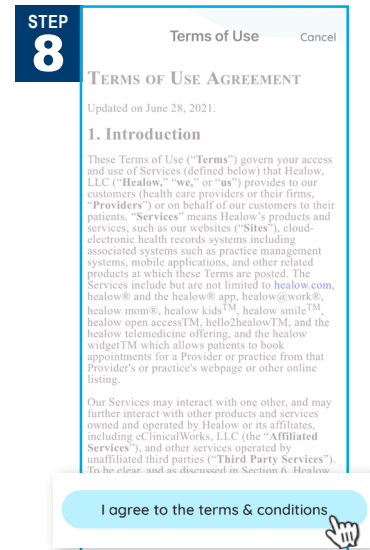 STEP
8
Terms of Use Cancel
TERMS OF USE AGREEMENT
Updated on June 28, 2021.
1. Introduction
These Terms of Use (“Terms”) govern your access
and use of Services (defined below) that Healow,
LLC (“Healow,” “we,” or “us”) provides to our
customers (health care providers or their firms,
“Providers”) or on behalf of our customers to their
patients. “Services” means Healow’s products and
services, such as our websites (“Sites”), cloud-
electronic health records systems including
associated systems such as practice management
systems, mobile applications, and other related
products at which these Terms are posted. The
Services include but are not limited to healow.com,
healow® and the healow® app, healow@work®,
healow mom®, healow kids™, healow smile™,
healow open accessTM, hello2healowTM, and the
healow telemedicine offering, and the healow
widgetTM which allows patients to book
appointments for a Provider or practice from that
Provider's or practice's webpage or other online
listing.
Our Services may interact with one other, and may
further interact with other products and services
owned and operated by Healow or its affiliates,
including eClinicalWorks, LLC (the “Affiliated
Services”), and other services operated by
unaffiliated third parties (“Third Party Services”).
To be clear, and as discussed in Section 6, Healow
I agree to the terms & conditions